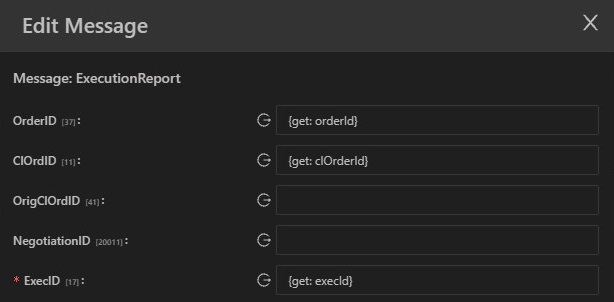 Edit Message
Message: ExecutionReport
OrderID [37]: {get: orderId}
ClOrdID [11]: {get: clOrderId}
OrigClOrdID [41]:
NegotiationID [20011]:
* ExecID [17]: {get: execId}